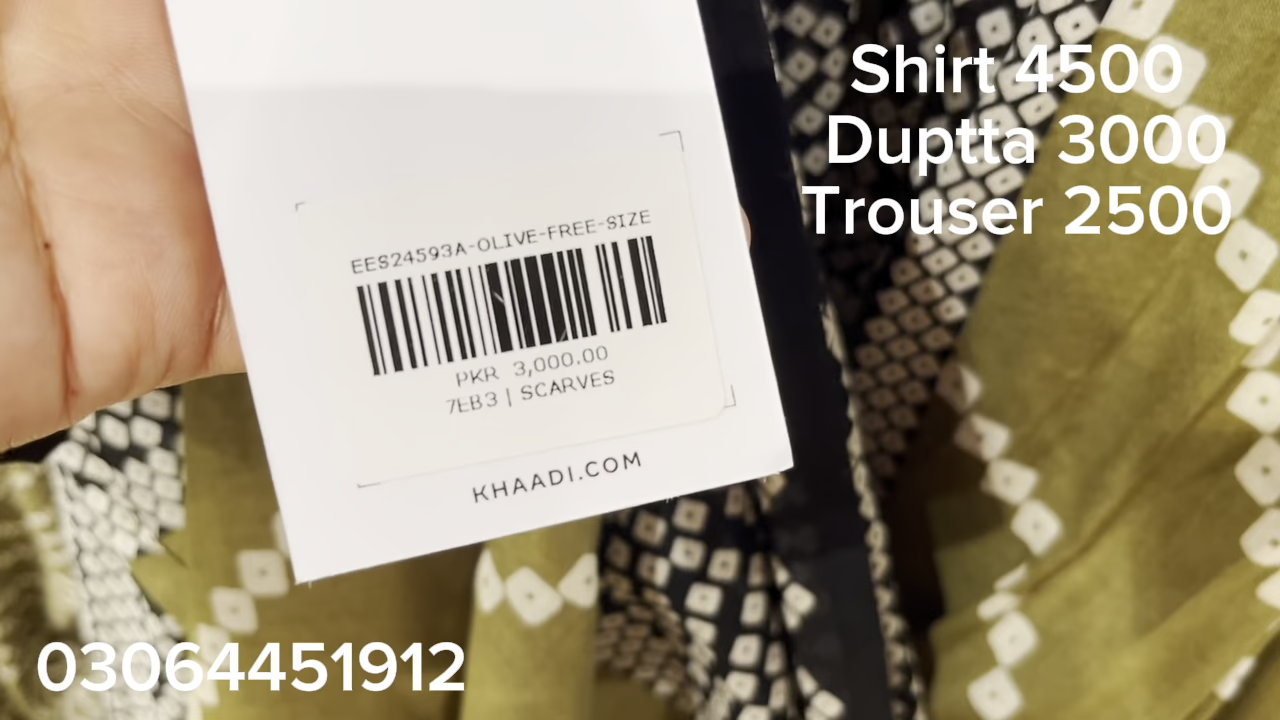 Shirt 4500
Duptta 3000
Trouser 2500
EES24593A-OLIVE-FREE-SIZE
PKR 3,000.00
7EB3 | SCARVES
KHAADI.COM
03064451912